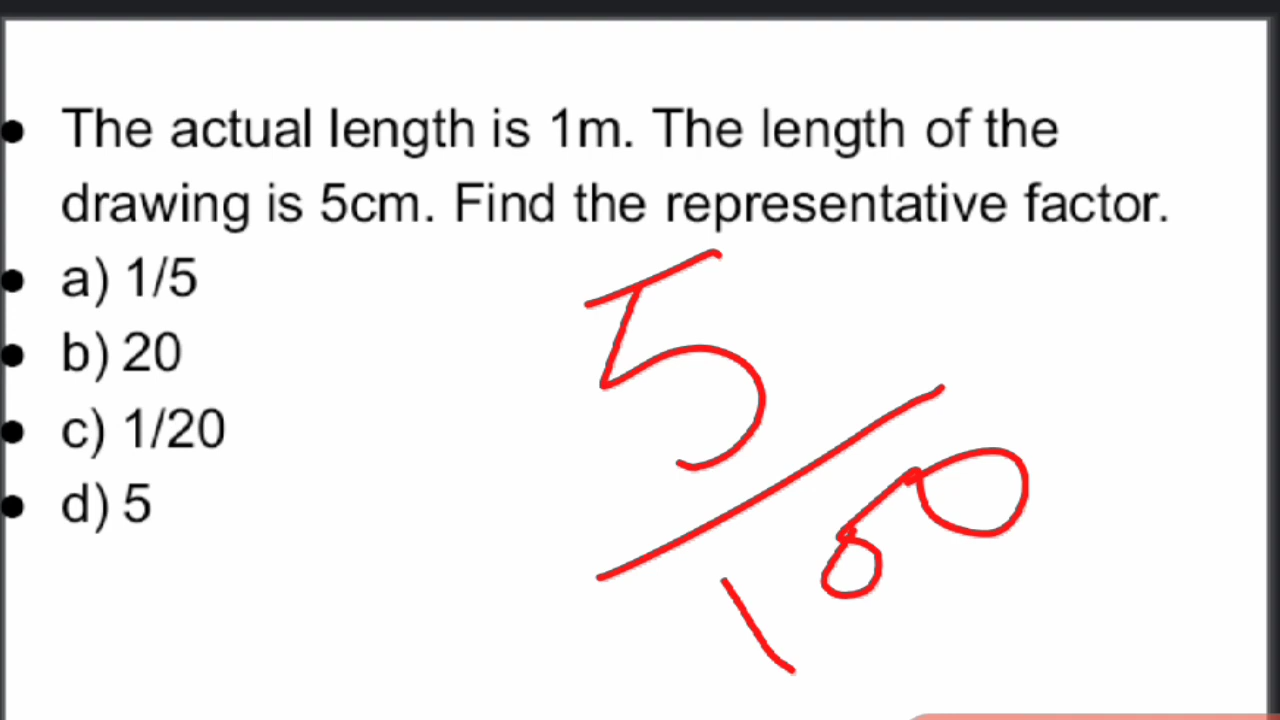 • The actual length is 1m. The length of the
drawing is 5cm. Find the representative factor.
• a) 1/5
• b) 20
• c) 1/20
• d) 5
5/100